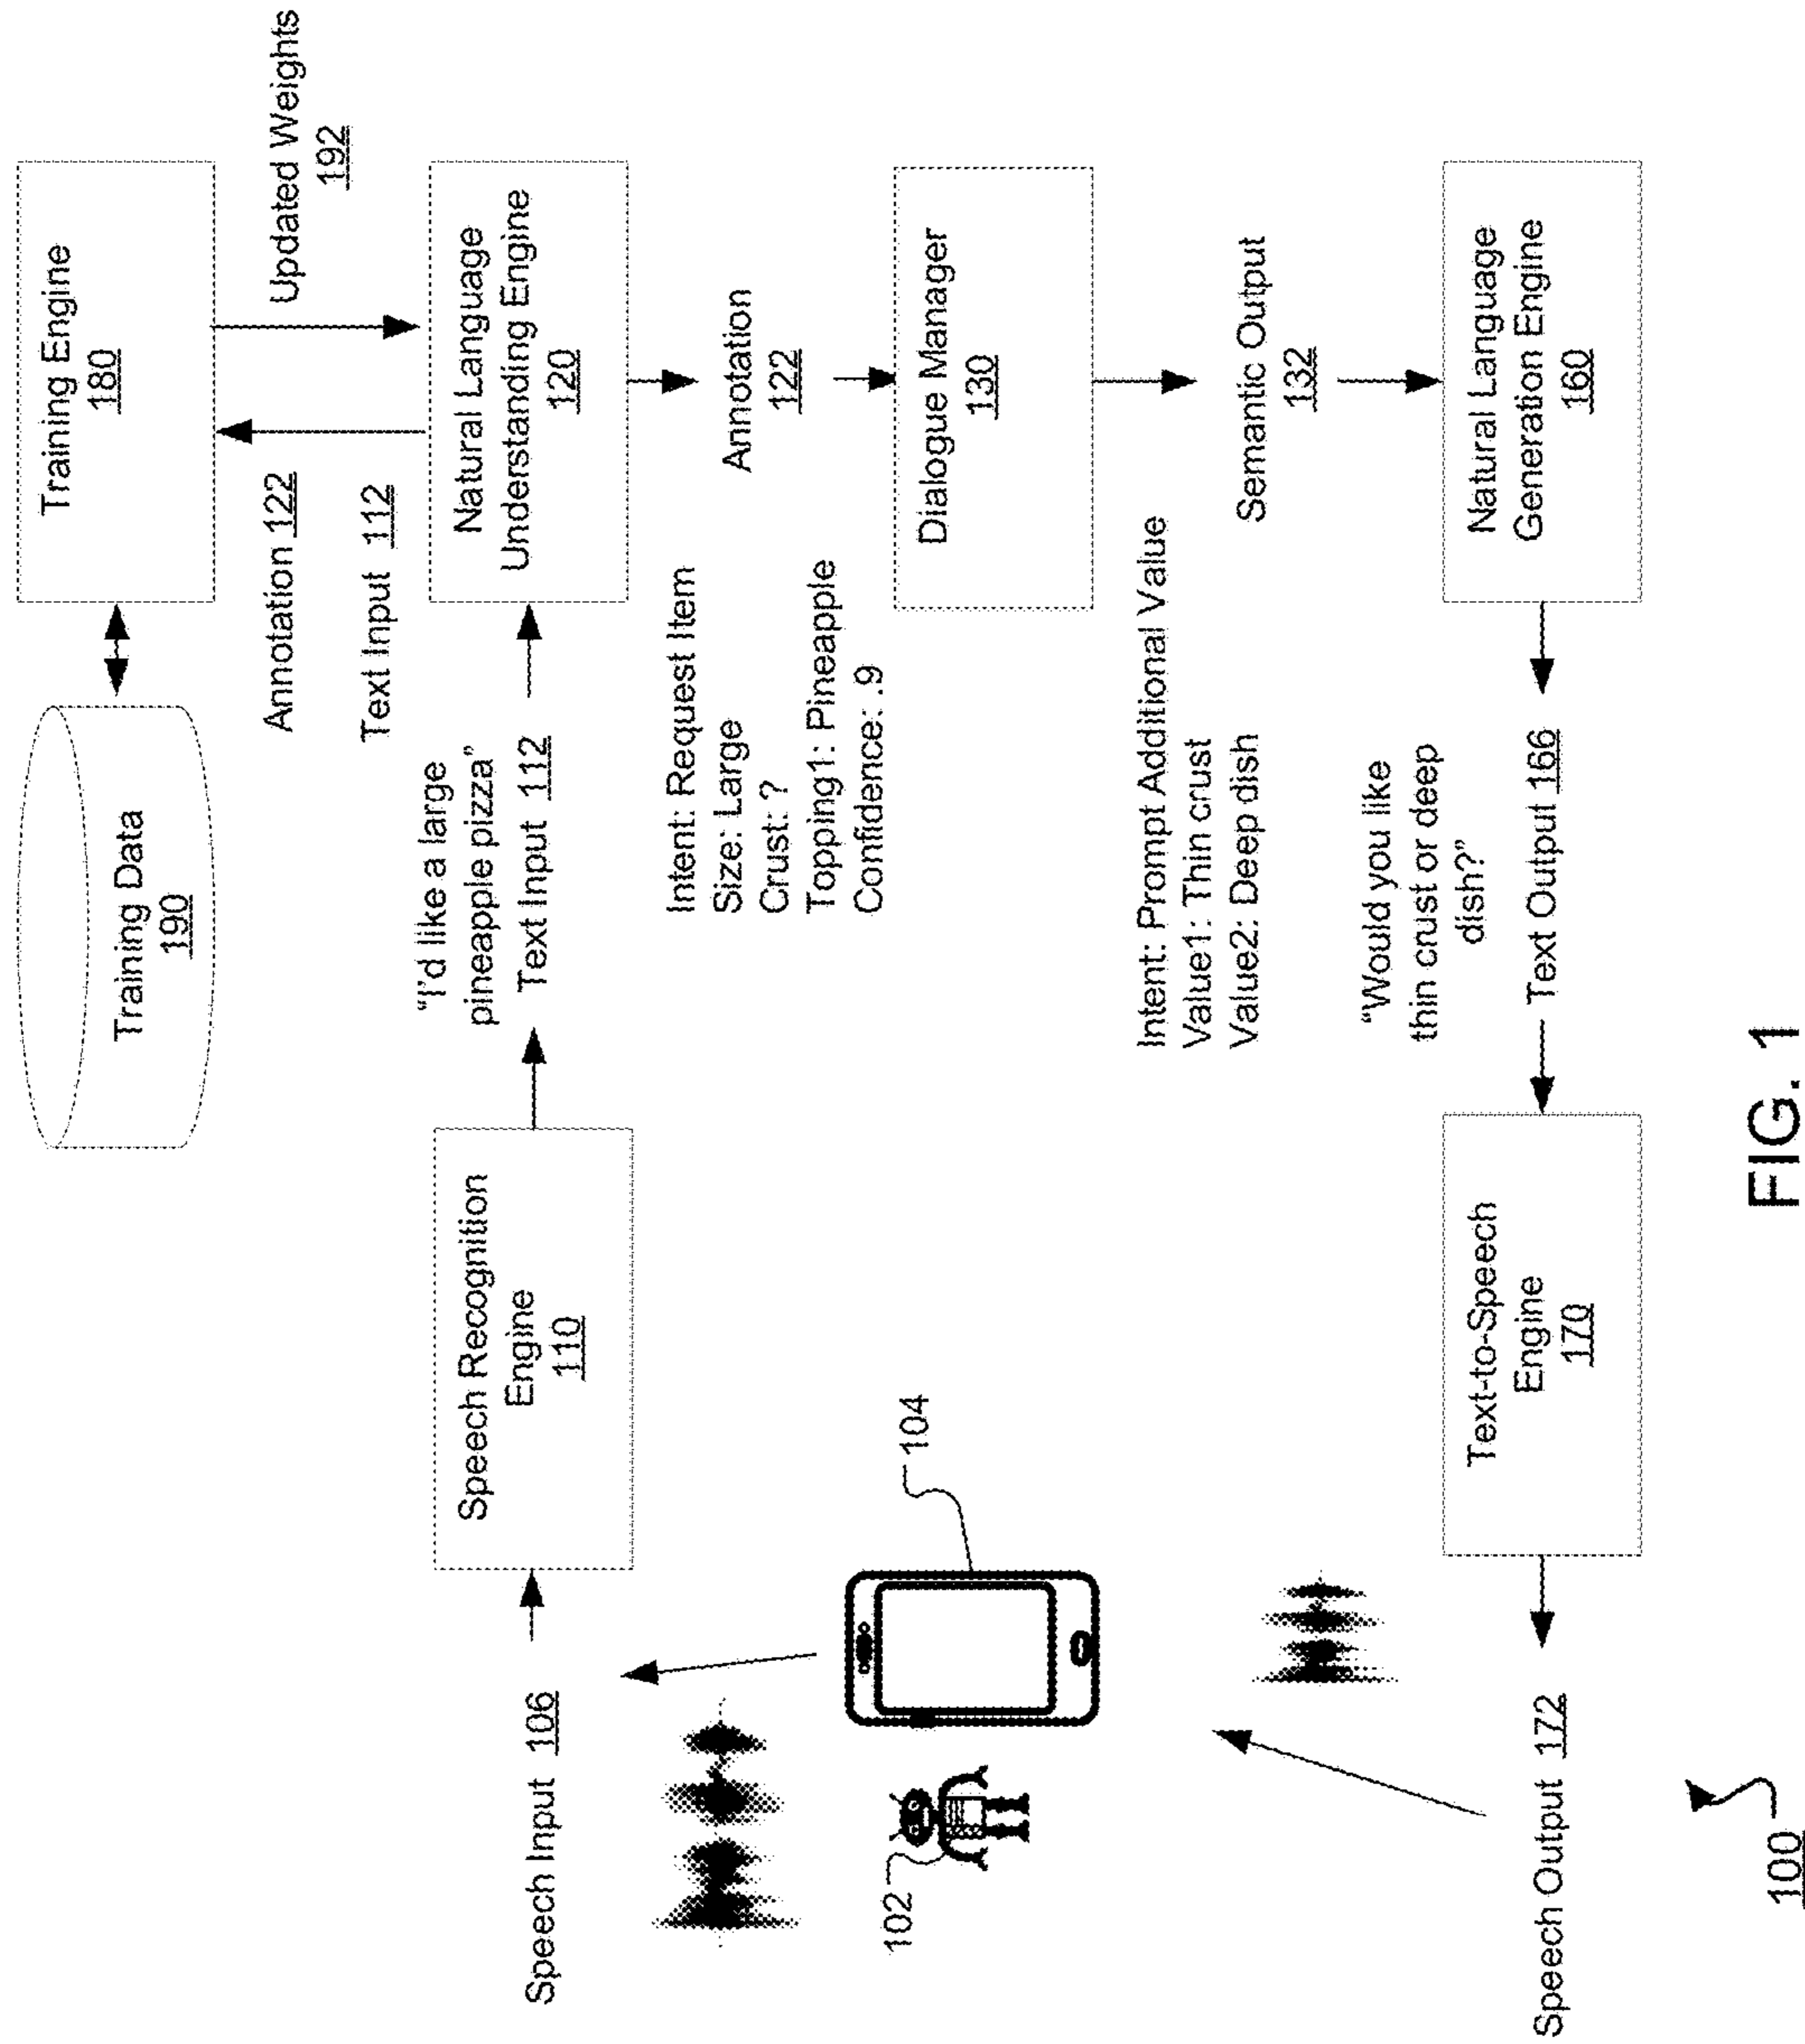 Training Data
190
Training Engine
180
Annotation 122
Text Input 112
Updated Weights
192
Speech Input 106
Speech Recognition
Engine
110
"I'd like a large
pineapple pizza"
Text Input 112
Natural Language
Understanding Engine
120
Intent: Request Item
Size: Large
Crust: ?
Topping1: Pineapple
Confidence: .9
Annotation
122
102
104
Dialogue Manager
130
Intent: Prompt Additional Value
Value1: Thin crust
Value2: Deep dish
Semantic Output
132
"Would you like
thin crust or deep
dish?"
Speech Output 172
Text-to-Speech
Engine
170
Text Output 166
Natural Language
Generation Engine
160
100
FIG. 1